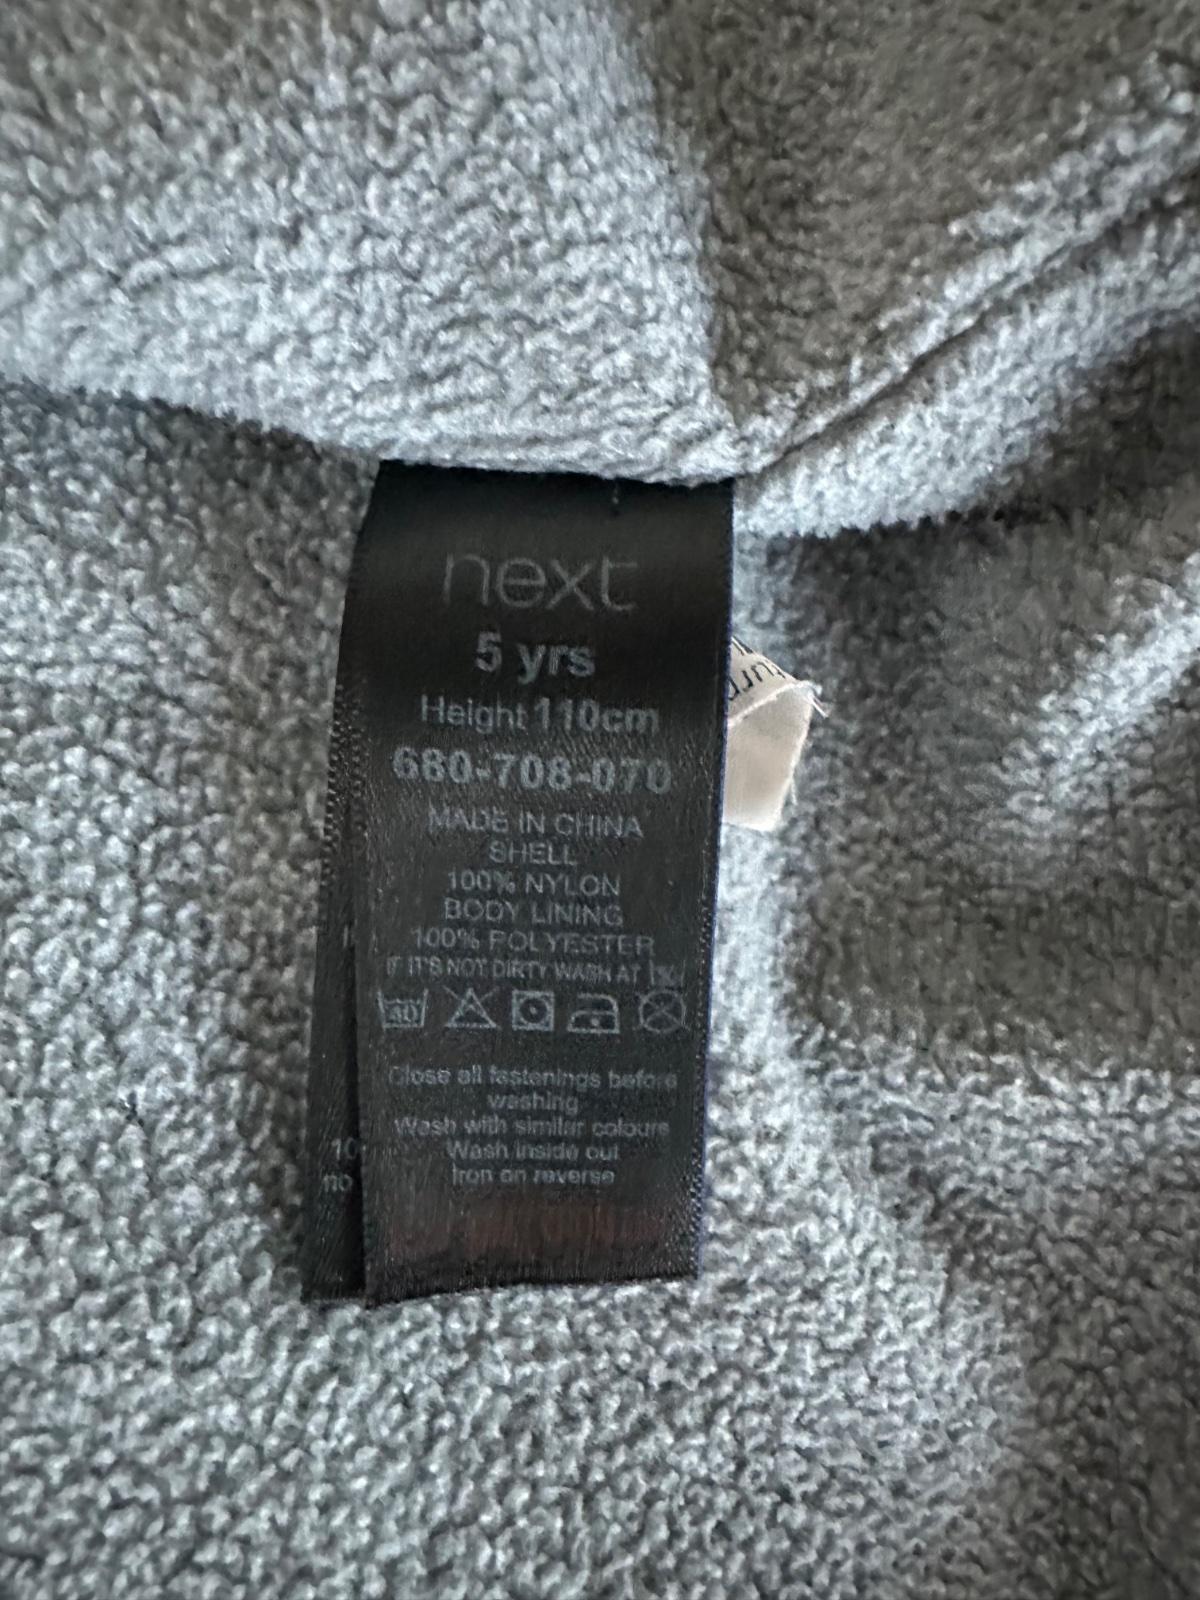 next
5 yrs
Height 110cm
680-708-070
MADE IN CHINA
SHELL
100% NYLON
BODY LINING
100% POLYESTER
IF IT'S NOT DIRTY WASH AT 30
40
Close all fastenings before
washing
Wash with similar colours
Wash inside out
Iron on reverse